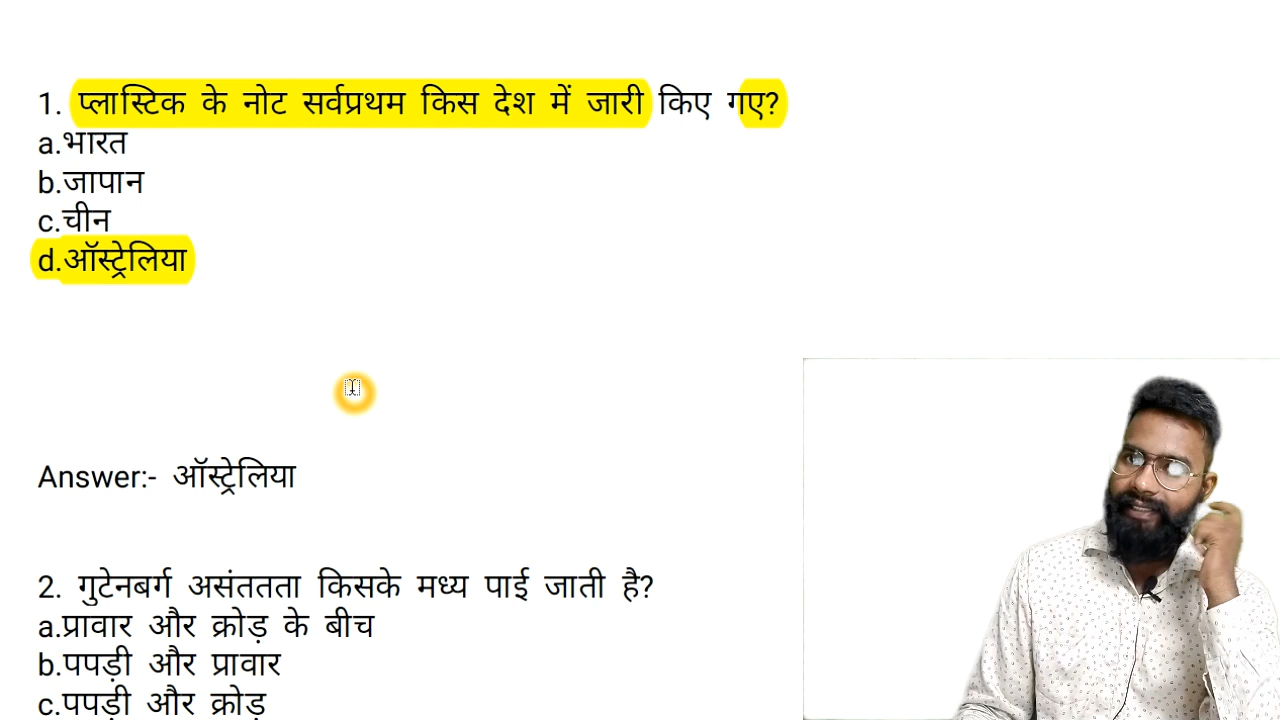 1. प्लास्टिक के नोट सर्वप्रथम किस देश में जारी किए गए?
a.भारत
b.जापान
c.चीन
d.ऑस्ट्रेलिया
Answer:- ऑस्ट्रेलिया
2. गुटेनबर्ग असंततता किसके मध्य पाई जाती है?
a.प्रावार और क्रोड़ के बीच
b.पपड़ी और प्रावार
c.पपड़ी और क्रोड़